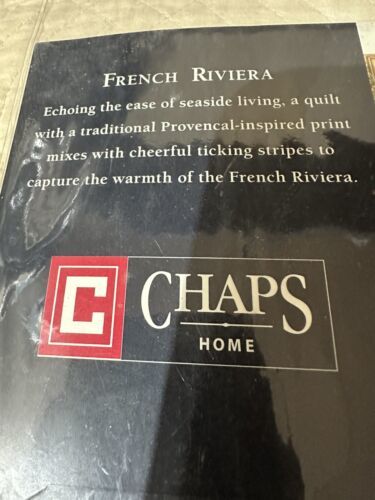 FRENCH RIVIERA
Echoing the ease of seaside living, a quilt
with a traditional Provencal-inspired print
mixes with cheerful ticking stripes to
capture the warmth of the French Riviera.
C CHAPS
HOME